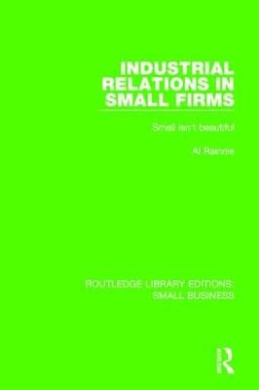 INDUSTRIAL
RELATIONS IN
SMALL FIRMS
Small isn't beautiful
Al Rainnie
ROUTLEDGE LIBRARY EDITIONS:
SMALL BUSINESS
R